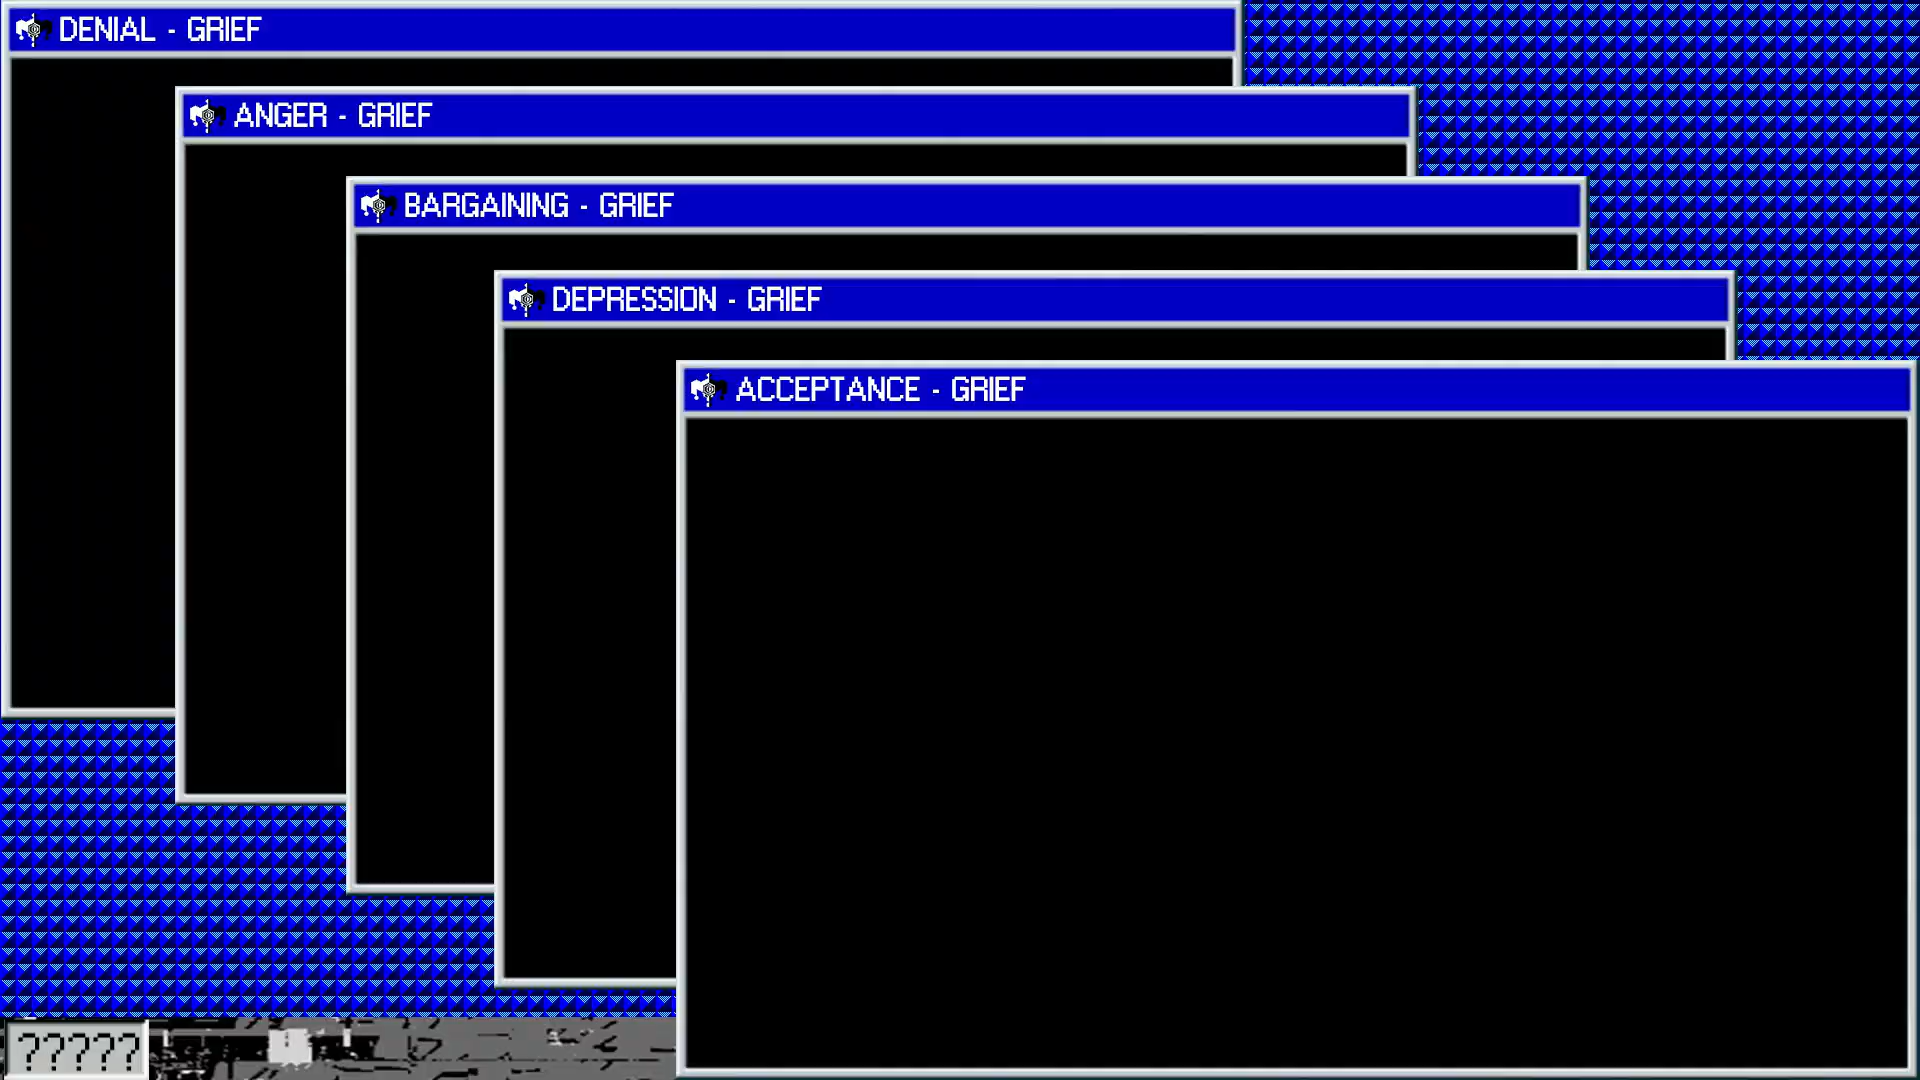 DENIAL - GRIEF
ANGER - GRIEF
BARGAINING - GRIEF
DEPRESSION - GRIEF
ACCEPTANCE - GRIEF
?????